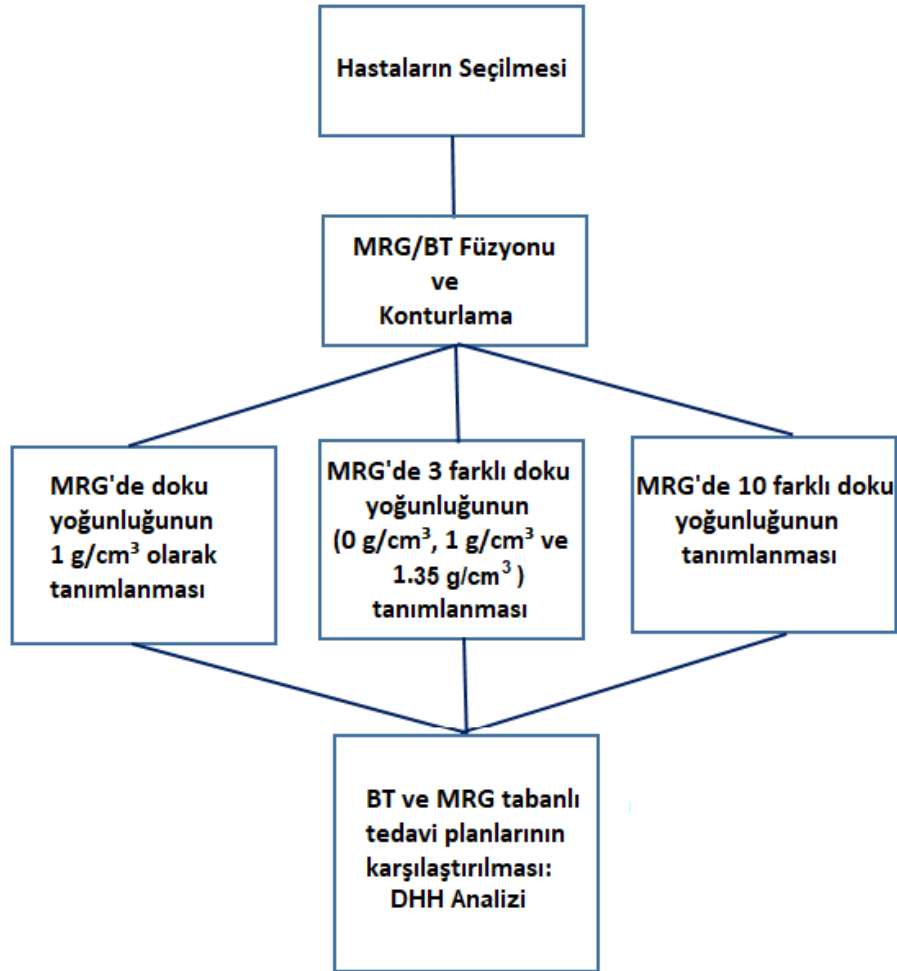 Hastaların Seçilmesi
MRG/BT Füzyonu
ve
Konturlama
MRG'de doku
yoğunluğunun
1 g/cm³ olarak
tanımlanması
MRG'de 3 farklı doku
yoğunluğunun
(0 g/cm³, 1 g/cm³ ve
1.35 g/cm³ )
tanımlanması
MRG'de 10 farklı doku
yoğunluğunun
tanımlanması
BT ve MRG tabanlı
tedavi planlarının
karşılaştırılması:
DHH Analizi